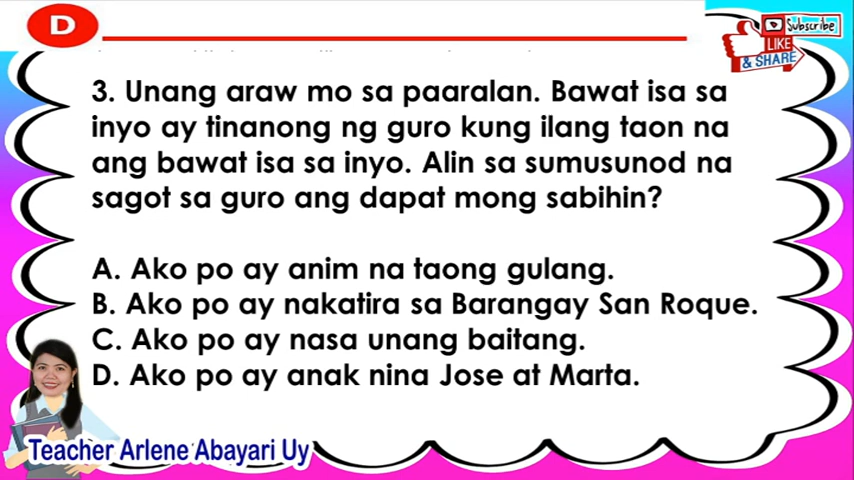 D
Subscribe
LIKE
& SHARE
3. Unang araw mo sa paaralan. Bawat isa sa
inyo ay tinanong ng guro kung ilang taon na
ang bawat isa sa inyo. Alin sa sumusunod na
sagot sa guro ang dapat mong sabihin?
A. Ako po ay anim na taong gulang.
B. Ako po ay nakatira sa Barangay San Roque.
C. Ako po ay nasa unang baitang.
D. Ako po ay anak nina Jose at Marta.
Teacher Arlene Abayari Uy